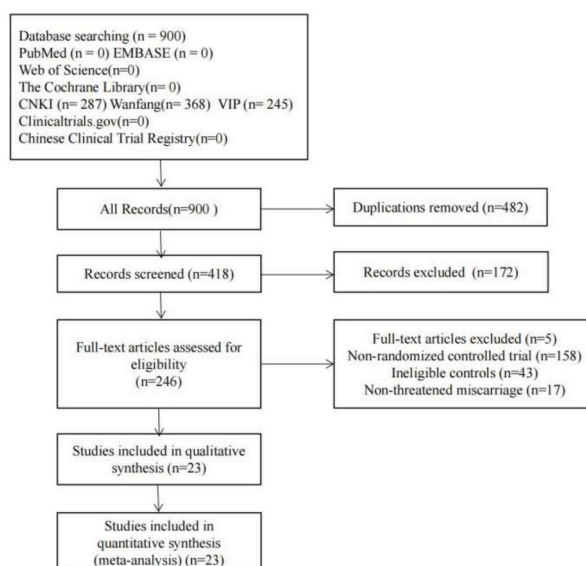 Database searching (n = 900)
PubMed (n = 0) EMBASE (n = 0)
Web of Science(n=0)
The Cochrane Library(n= 0)
CNKI (n= 287) Wanfang(n= 368) VIP (n= 245)
Clinicaltrials.gov(n=0)
Chinese Clinical Trial Registry(n=0)
All Records(n=900 )
Duplications removed (n=482)
Records screened (n=418)
Records excluded (n=172)
Full-text articles assessed for
eligibility
(n=246)
Full-text articles excluded (n=5)
Non-randomized controlled trial (n=158)
Ineligible controls (n=43)
Non-threatened miscarriage (n=17)
Studies included in qualitative
synthesis (n=23)
Studies included in
quantitative synthesis
(meta-analysis) (n=23)